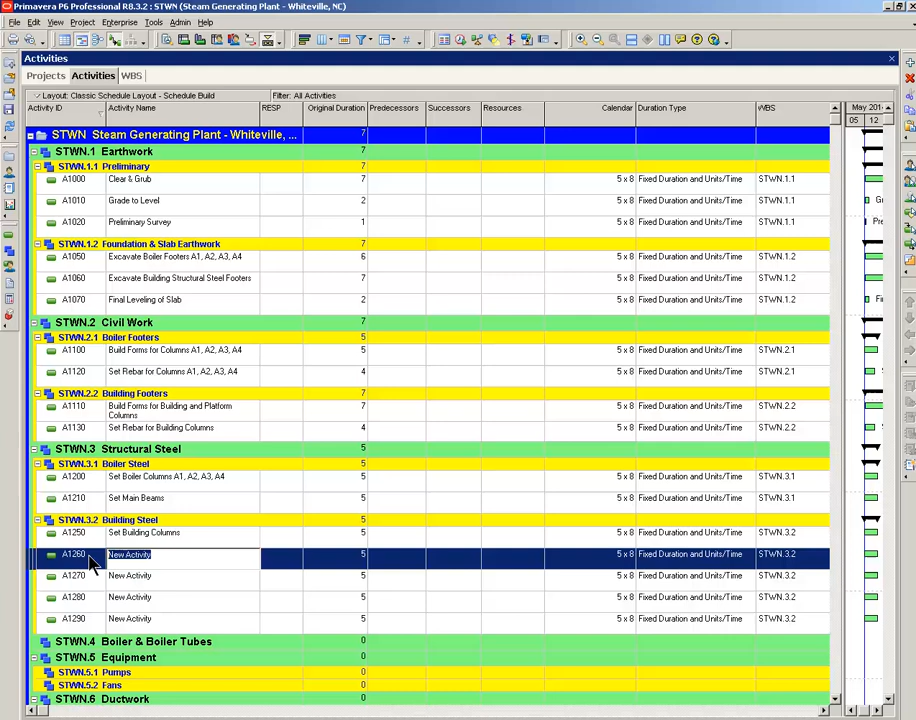 Primavera P6 Professional R8.3.2 : STWN (Steam Generating Plant - Whiteville, NC)
File Edit View Project Enterprise Tools Admin Help
Activities
Projects Activities WBS
Layout: Classic Schedule Layout - Schedule Build Filter: All Activities
Activity ID Activity Name RESP Original Duration Predecessors Successors Resources Calendar Duration Type WBS May 201
05 12
STWN Steam Generating Plant - Whiteville, ... 7
STWN.1 Earthwork 7
STWN.1.1 Preliminary 7
A1000 Clear & Grub 7 5 x 8 Fixed Duration and Units/Time STWN.1.1
A1010 Grade to Level 2 5 x 8 Fixed Duration and Units/Time STWN.1.1
A1020 Preliminary Survey 1 5 x 8 Fixed Duration and Units/Time STWN.1.1 Pre
STWN.1.2 Foundation & Slab Earthwork 7
A1050 Excavate Boiler Footers A1, A2, A3, A4 6 5 x 8 Fixed Duration and Units/Time STWN.1.2
A1060 Excavate Building Structural Steel Footers 7 5 x 8 Fixed Duration and Units/Time STWN.1.2
A1070 Final Leveling of Slab 2 5 x 8 Fixed Duration and Units/Time STWN.1.2 Fi
STWN.2 Civil Work 7
STWN.2.1 Boiler Footers 5
A1100 Build Forms for Columns A1, A2, A3, A4 5 5 x 8 Fixed Duration and Units/Time STWN.2.1
A1120 Set Rebar for Columns A1, A2, A3, A4 4 5 x 8 Fixed Duration and Units/Time STWN.2.1
STWN.2.2 Building Footers 7
A1110 Build Forms for Building and Platform Columns 7 5 x 8 Fixed Duration and Units/Time STWN.2.2
A1130 Set Rebar for Building Columns 4 5 x 8 Fixed Duration and Units/Time STWN.2.2
STWN.3 Structural Steel 5
STWN.3.1 Boiler Steel 5
A1200 Set Boiler Columns A1, A2, A3, A4 5 5 x 8 Fixed Duration and Units/Time STWN.3.1
A1210 Set Main Beams 5 5 x 8 Fixed Duration and Units/Time STWN.3.1
STWN.3.2 Building Steel 5
A1250 Set Building Columns 5 5 x 8 Fixed Duration and Units/Time STWN.3.2
A1260 New Activity 5 5 x 8 Fixed Duration and Units/Time STWN.3.2
A1270 New Activity 5 5 x 8 Fixed Duration and Units/Time STWN.3.2
A1280 New Activity 5 5 x 8 Fixed Duration and Units/Time STWN.3.2
A1290 New Activity 5 5 x 8 Fixed Duration and Units/Time STWN.3.2
STWN.4 Boiler & Boiler Tubes 0
STWN.5 Equipment 0
STWN.5.1 Pumps 0
STWN.5.2 Fans 0
STWN.6 Ductwork 0